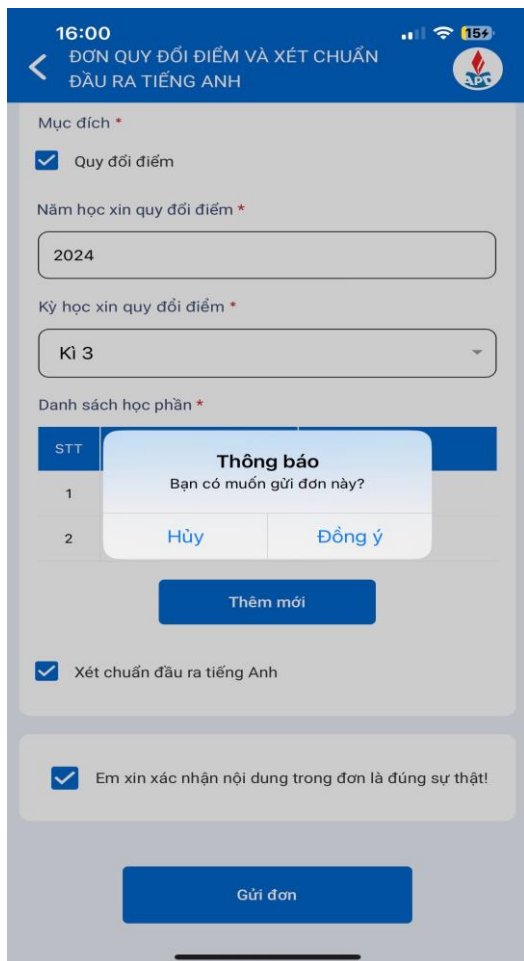 16:00
15
ĐƠN QUY ĐỔI ĐIỂM VÀ XÉT CHUẨN
ĐẦU RA TIẾNG ANH
APC
Mục đích *
Quy đổi điểm
Năm học xin quy đổi điểm *
2024
Kỳ học xin quy đổi điểm *
Kì 3
Danh sách học phần *
STT
Thông báo
Bạn có muốn gửi đơn này?
1
2
Hủy
Đồng ý
Thêm mới
Xét chuẩn đầu ra tiếng Anh
Em xin xác nhận nội dung trong đơn là đúng sự thật!
Gửi đơn